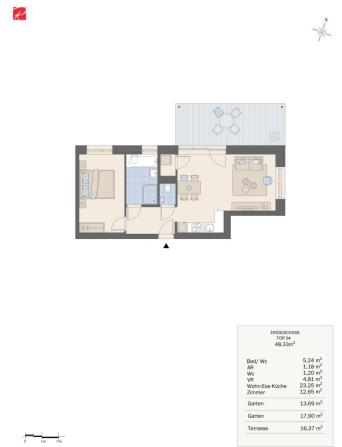 N
ERDGESCHOSS
TOP 04
48,33m²
Bad/ Wc 5,24 m²
AR 1,18 m²
Wc 1,20 m²
VR 4,81 m²
Wohn-Ess-Küche 23,25 m²
Zimmer 12,65 m²
Garten 13,69 m²
Garten 17,90 m²
Terrasse 16,37 m²